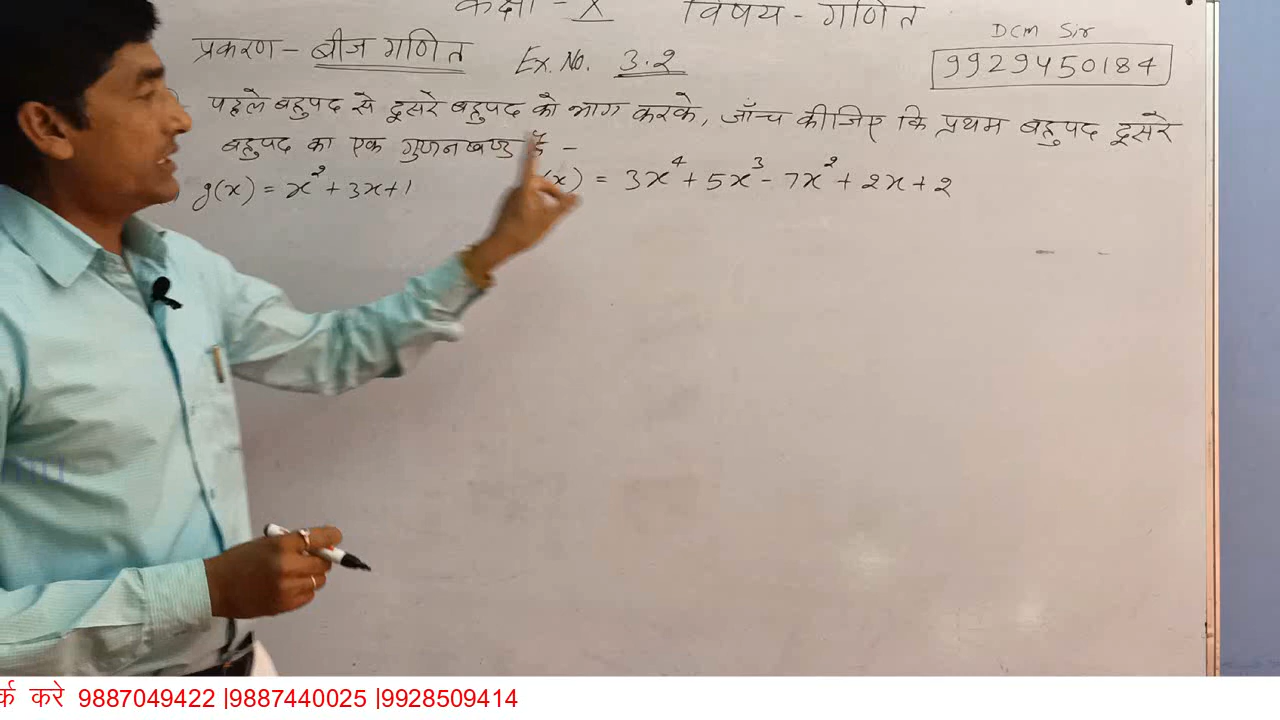 कक्षा - X विषय - गणित
DCM Sir
प्रकरण - बीज गणित Ex. No. 3.2 9929450184
पहले बहुपद से दूसरे बहुपद को भाग करके, जाँच कीजिए कि प्रथम बहुपद दूसरे
बहुपद का एक गुणनखण्ड है -
g(x) = x² + 3x + 1 (x) = 3x⁴ + 5x³ - 7x² + 2x + 2
करे 9887049422 |9887440025 |9928509414